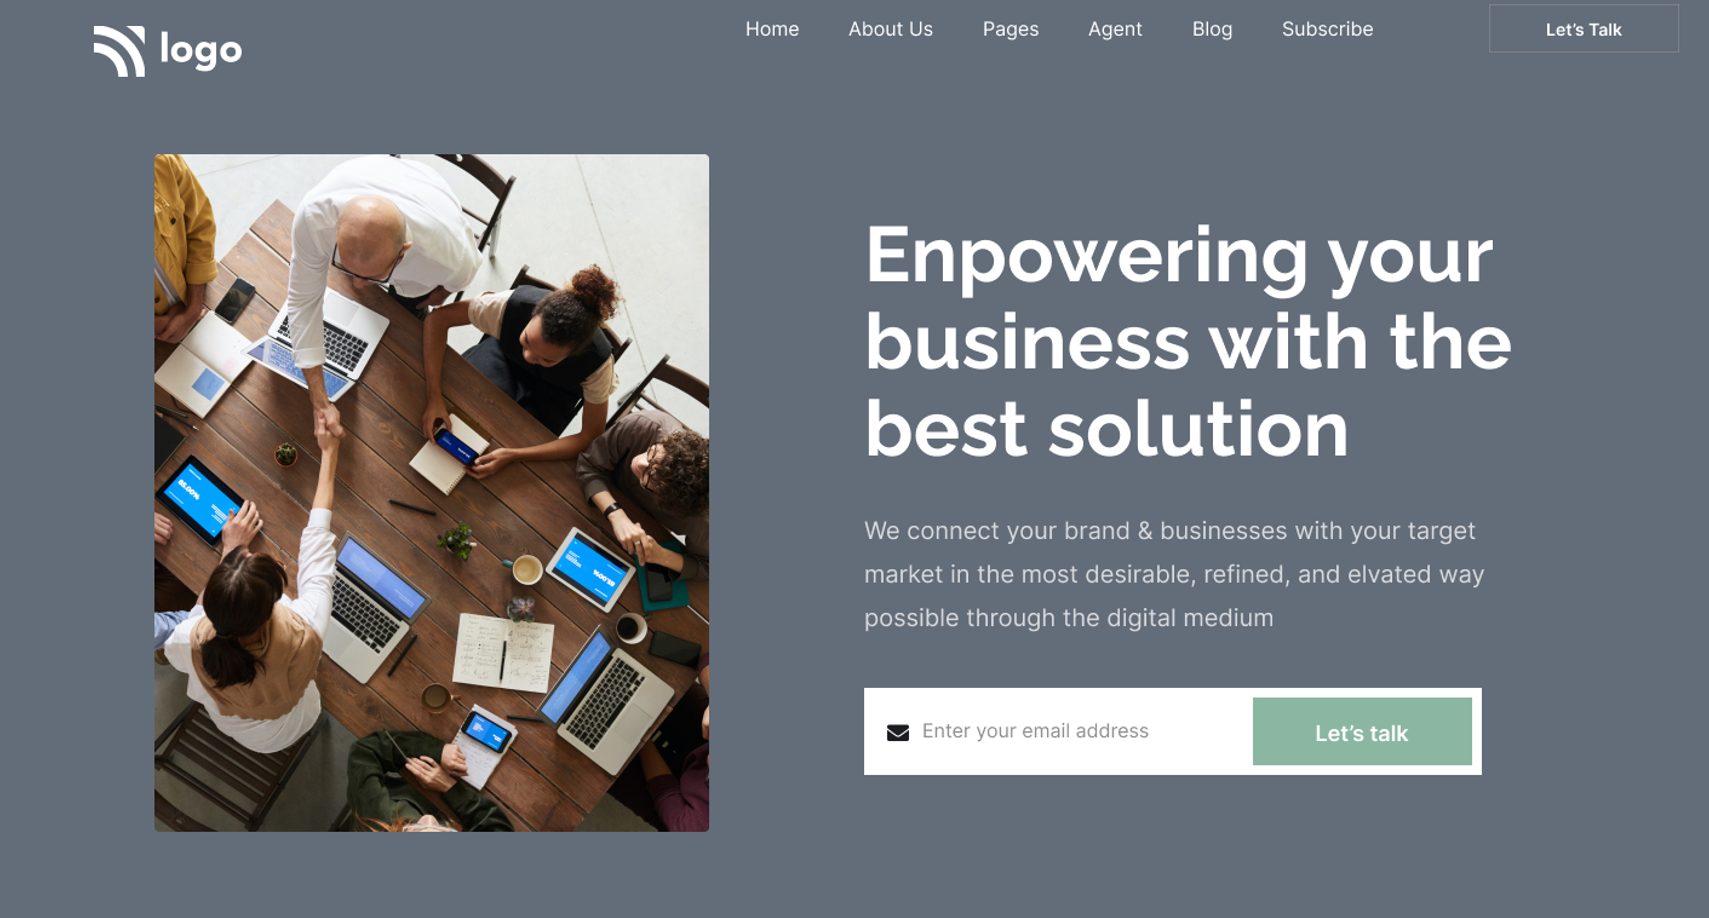 logo
Home About Us Pages Agent Blog Subscribe Let's Talk
Enpowering your
business with the
best solution
We connect your brand & businesses with your target
market in the most desirable, refined, and elvated way
possible through the digital medium
Enter your email address Let's talk